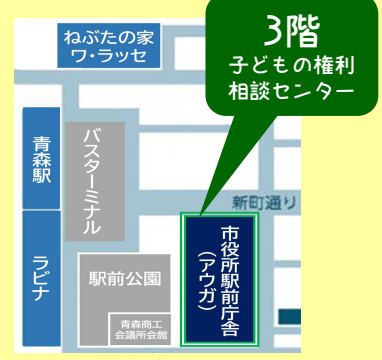 3階
子どもの権利
相談センター
ねぶたの家
ワ・ラッセ
青森駅
バスターミナル
新町通り
ラビナ
駅前公園
市役所駅前庁舎
(アウガ)
青森商工
会議所会館